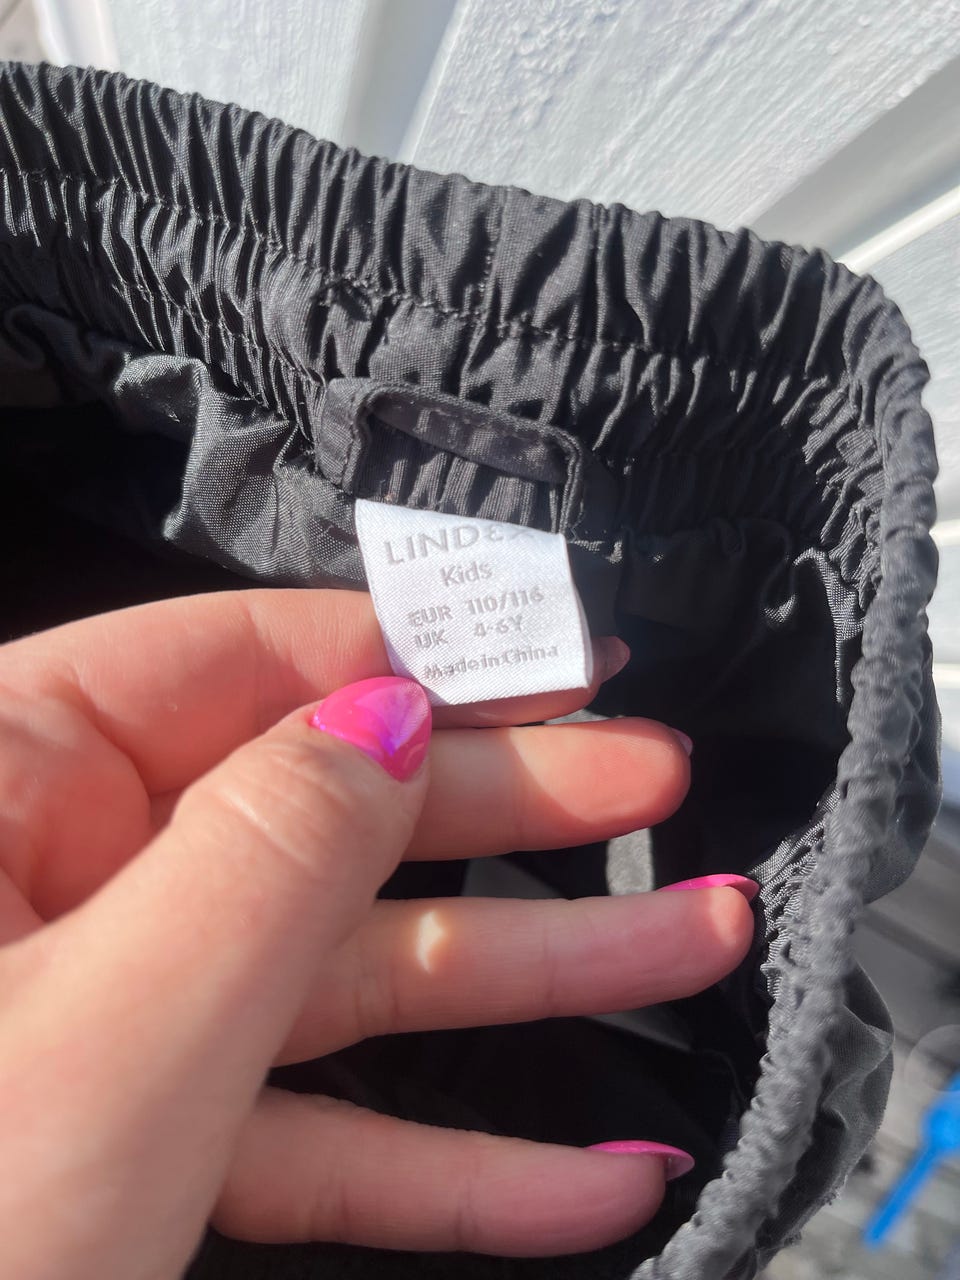 LINDEX
Kids
EUR 110/116
UK 4-6Y
Made in China